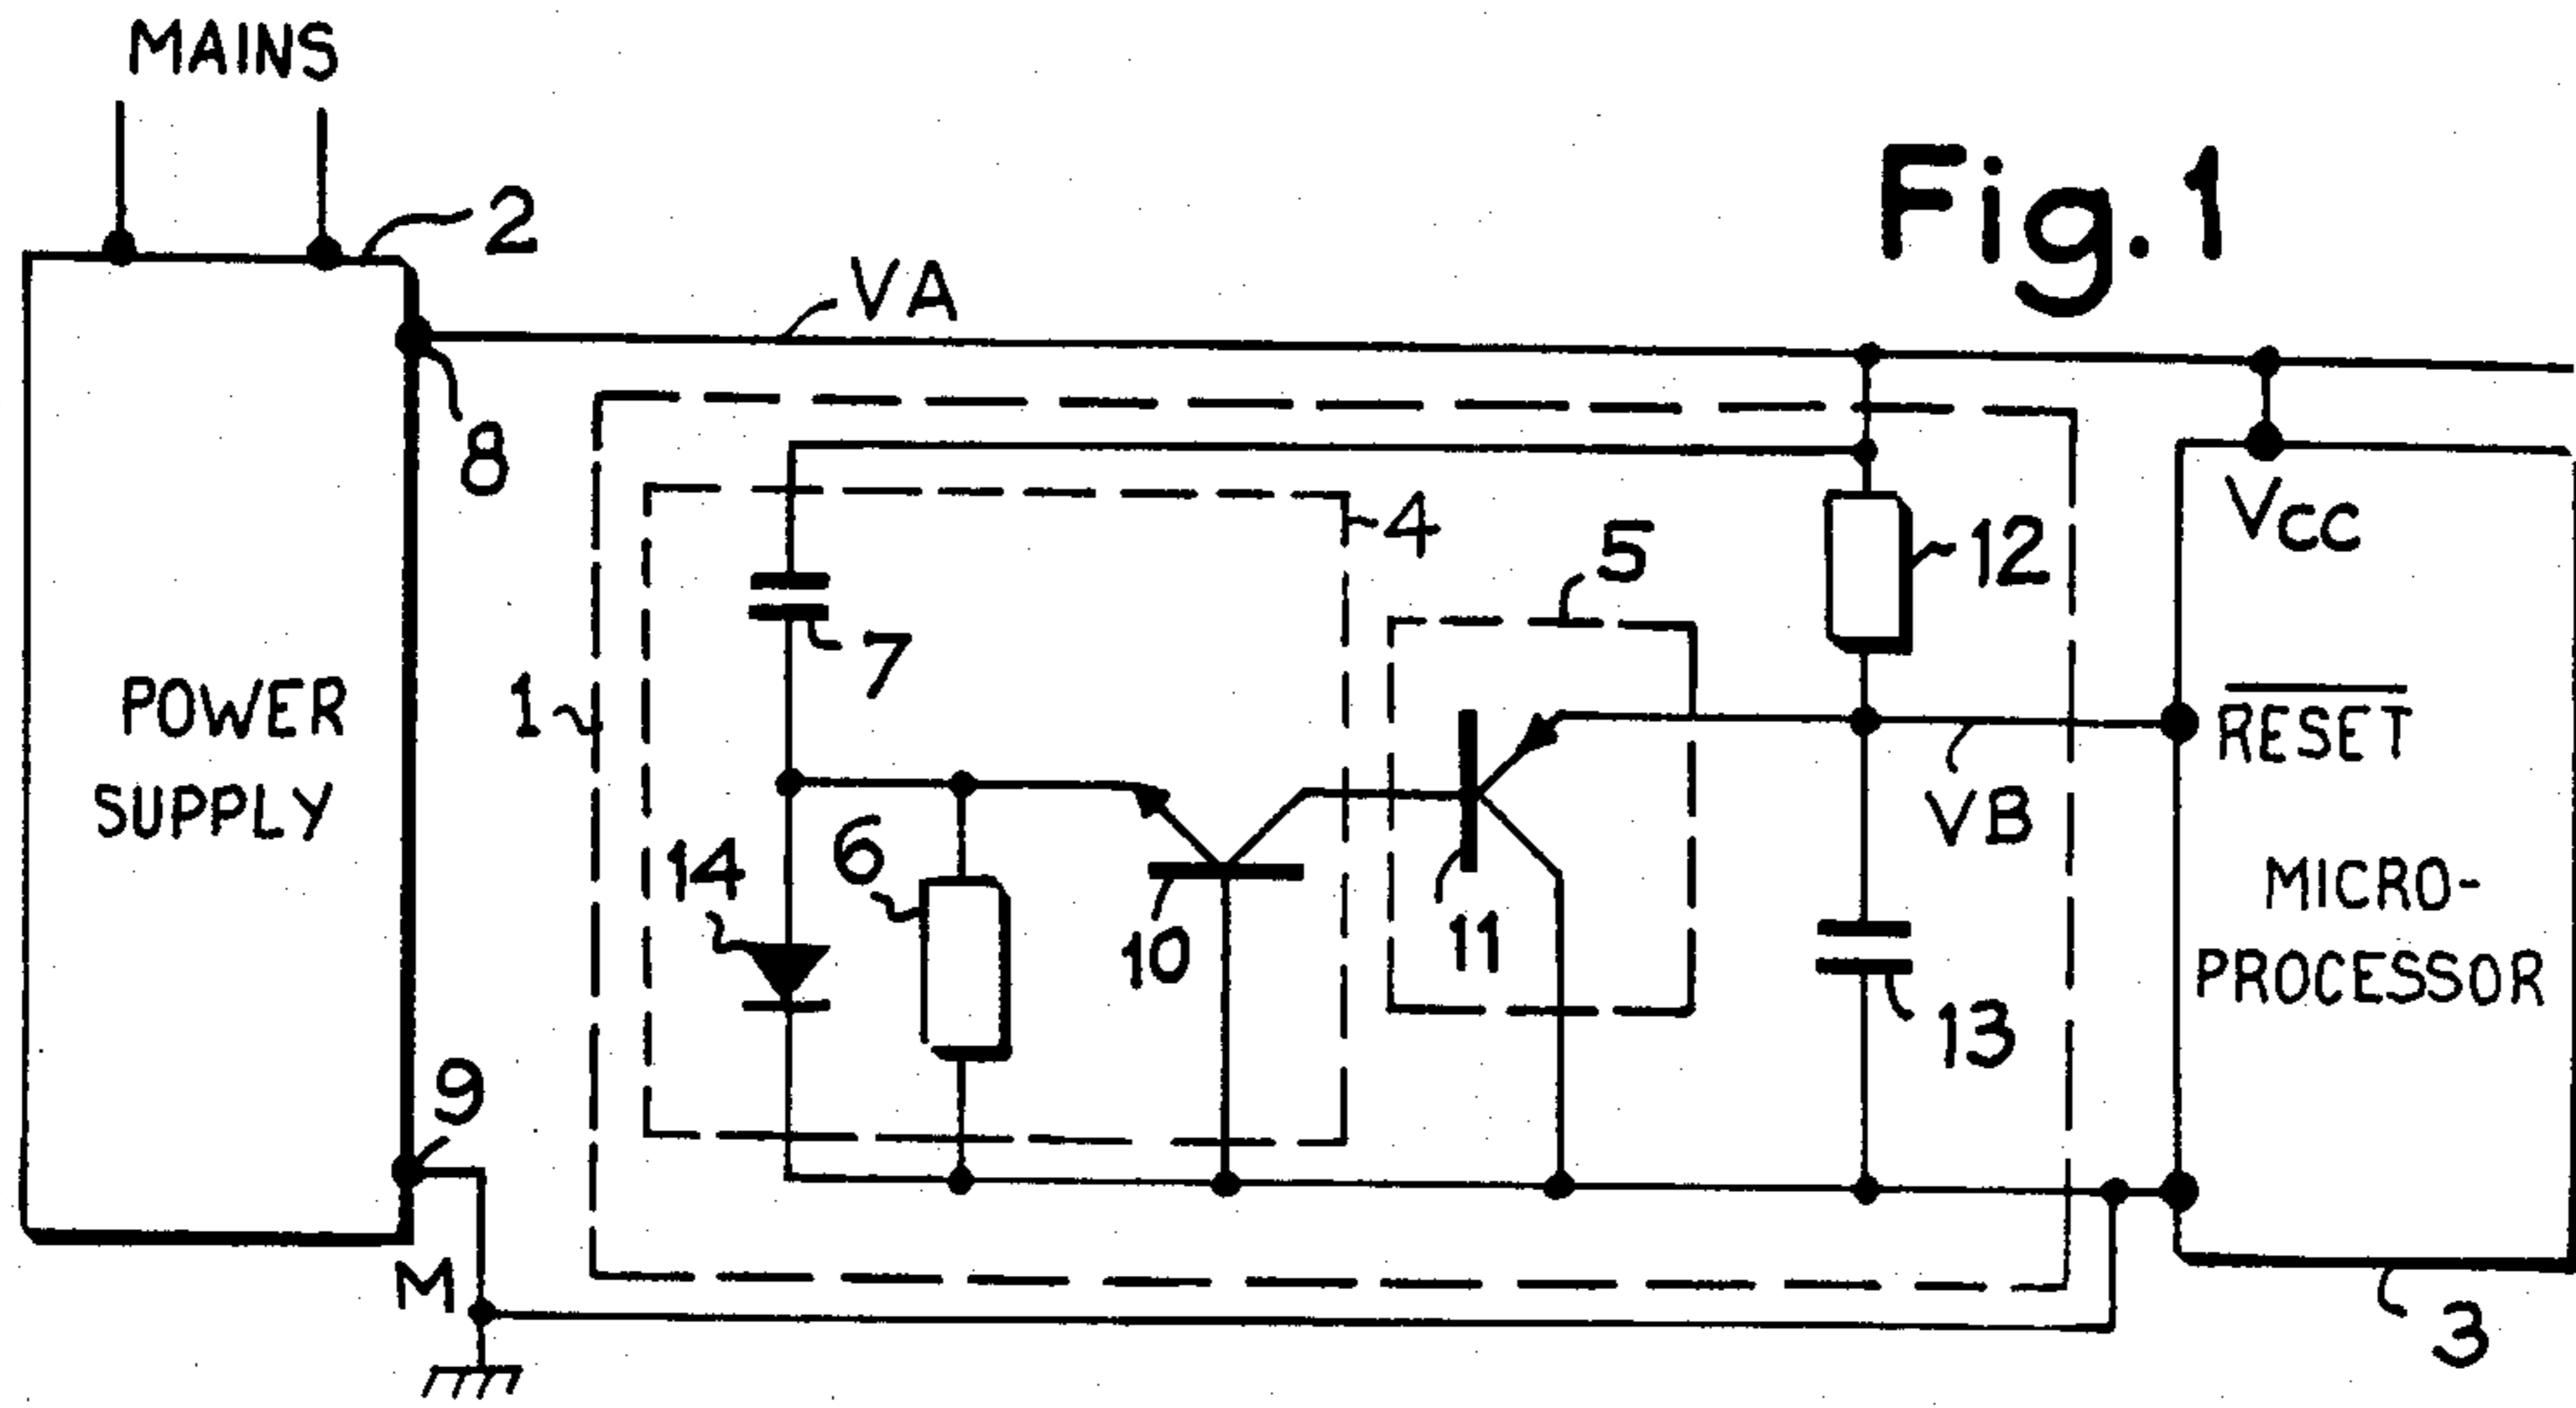 MAINS
Fig.1
2
VA
8
4
5
12
VCC
7
1
POWER
SUPPLY
RESET
VB
14
6
10
11
MICRO-
PROCESSOR
13
9
M
3